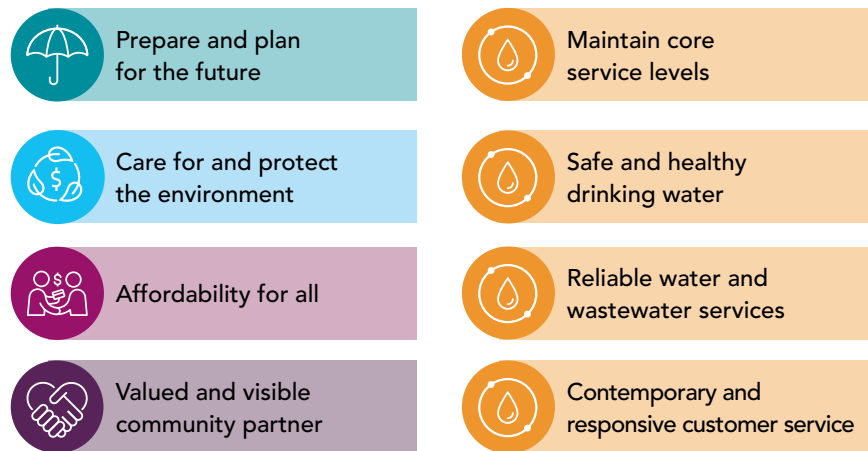 Prepare and plan
for the future
Care for and protect
the environment
$
Affordability for all
$
Valued and visible
community partner
Maintain core
service levels
Safe and healthy
drinking water
Reliable water and
wastewater services
Contemporary and
responsive customer service